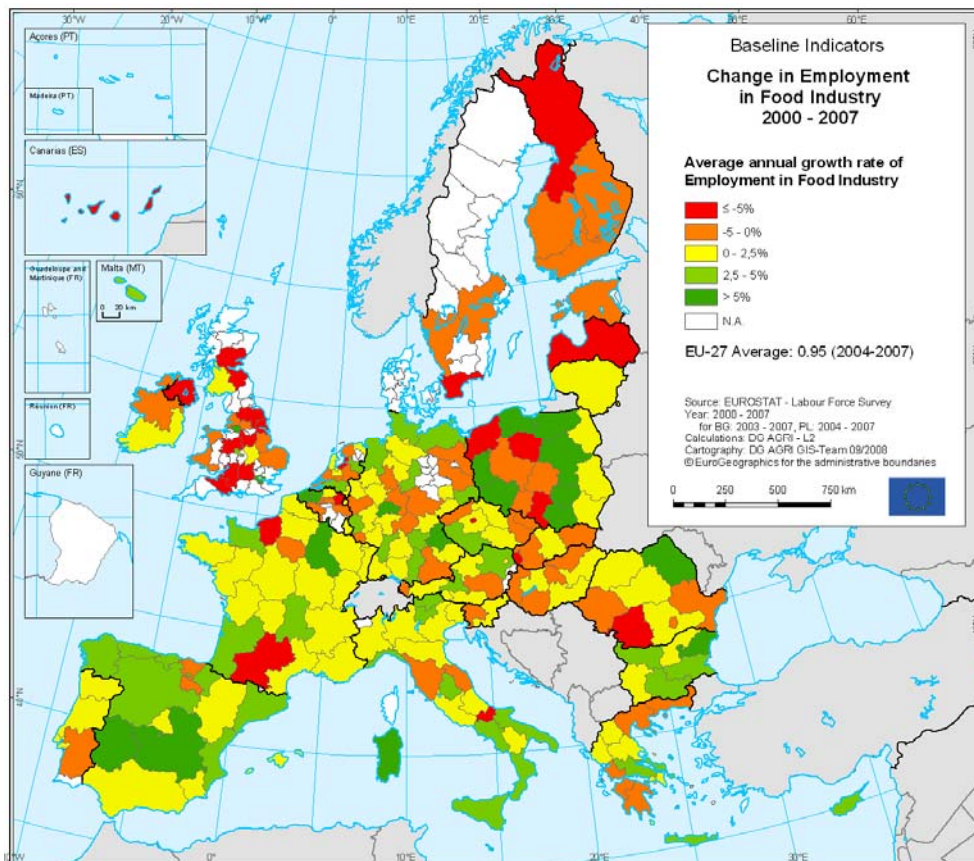 30°W
20°W
10°W
0°
10°E
20°E
30°E
40°E
50°E
60°E
Açores (PT)
Madeira (PT)
Canarias (ES)
Guadeloupe and
Martinique (FR)
Malta (MT)
0 20 km
Réunion (FR)
Guyane (FR)
Baseline Indicators
Change in Employment
in Food Industry
2000 - 2007
Average annual growth rate of
Employment in Food Industry
≤ -5%
-5 - 0%
0 - 2,5%
2,5 - 5%
> 5%
N.A.
EU-27 Average: 0.95 (2004-2007)
Source: EUROSTAT - Labour Force Survey
Year: 2000 - 2007
for BG: 2003 - 2007, PL: 2004 - 2007
Calculations: DG AGRI - L2
Cartography: DG AGRI GIS-Team 09/2008
©EuroGeographics for the administrative boundaries
0 250 500 750 km
50°N
40°N
0°
10°E
20°E
30°E